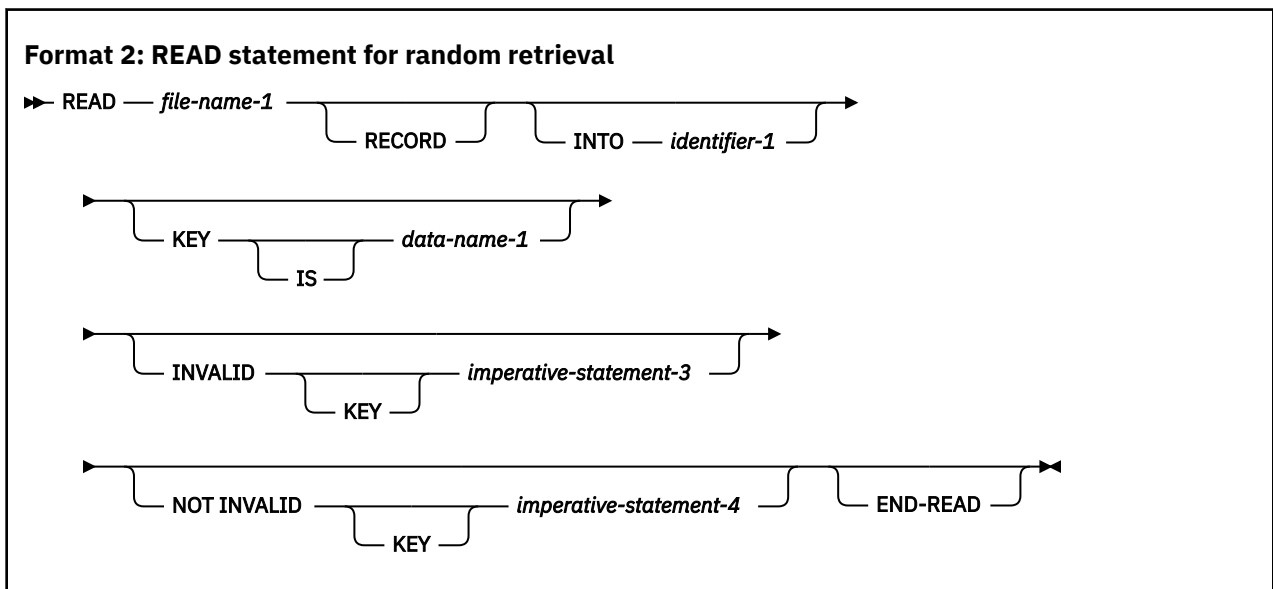 Format 2: READ statement for random retrieval
READ file-name-1
RECORD INTO identifier-1
KEY data-name-1
IS
INVALID imperative-statement-3
KEY
NOT INVALID imperative-statement-4 END-READ
KEY